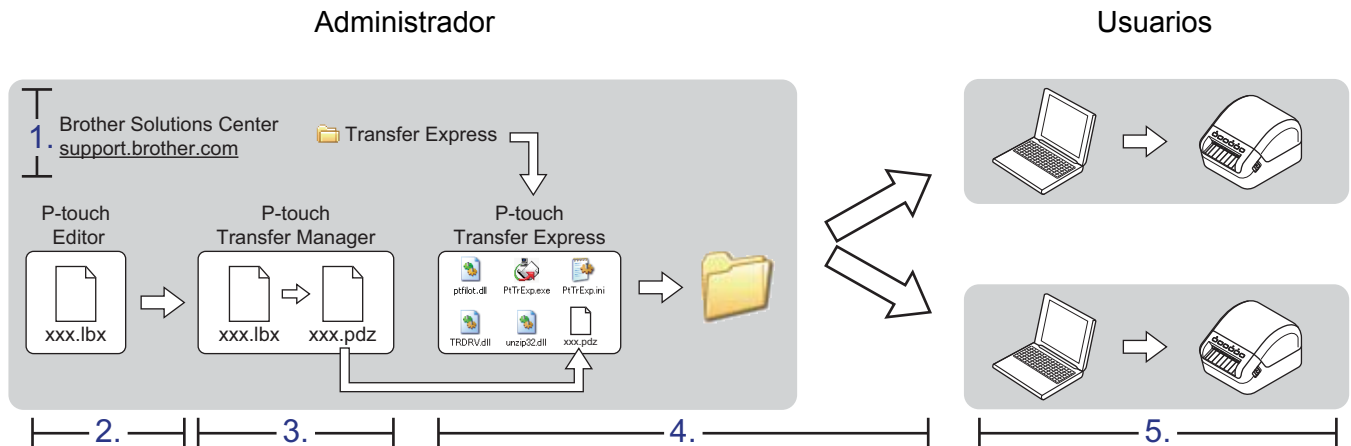 Administrador
Usuarios
1.
Brother Solutions Center
support.brother.com
Transfer Express
P-touch
Editor
xxx.lbx
P-touch
Transfer Manager
xxx.lbx
xxx.pdz
P-touch
Transfer Express
ptfilot.dll
PtTrExp.exe
PtTrExp.ini
TRDRV.dll
unzip32.dll
xxx.pdz
2.
3.
4.
5.